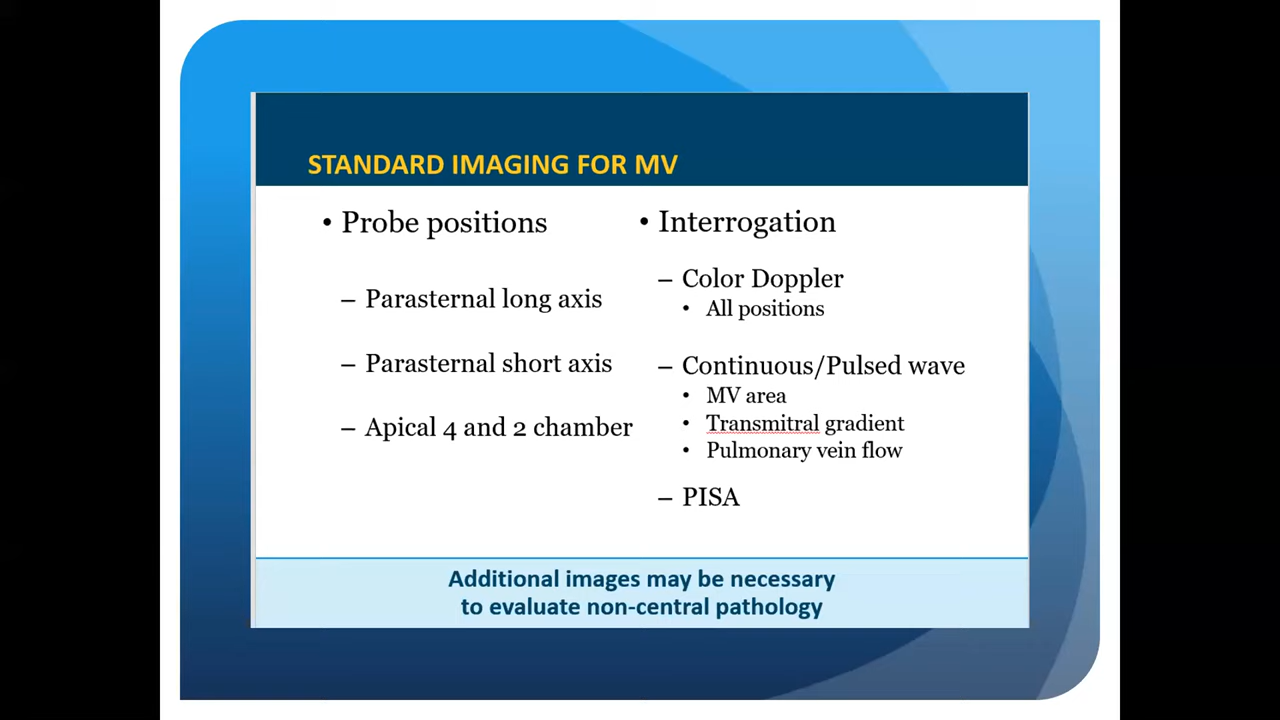 STANDARD IMAGING FOR MV
• Probe positions
– Parasternal long axis
– Parasternal short axis
– Apical 4 and 2 chamber
• Interrogation
– Color Doppler
• All positions
– Continuous/Pulsed wave
• MV area
• Transmitral gradient
• Pulmonary vein flow
– PISA
Additional images may be necessary
to evaluate non-central pathology